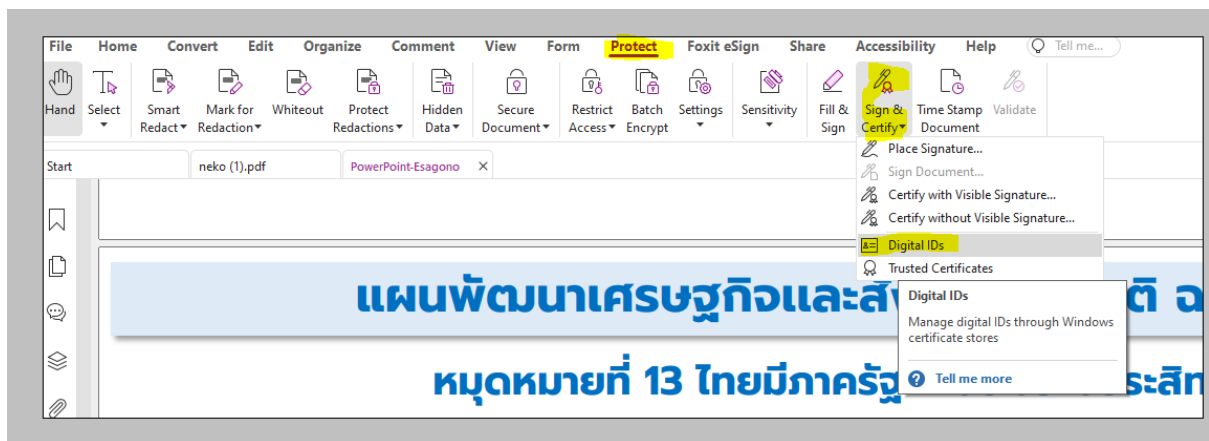 File Home Convert Edit Organize Comment View Form Protect Foxit eSign Share Accessibility Help Tell me...
Hand Select Smart Redact Mark for Redaction Whiteout Protect Redactions Hidden Data Secure Document Restrict Access Batch Encrypt Settings Sensitivity Fill & Sign Sign & Certify Time Stamp Document Validate
Start neko (1).pdf PowerPoint-Esagono
Place Signature...
Sign Document...
Certify with Visible Signature...
Certify without Visible Signature...
Digital IDs
Trusted Certificates
Digital IDs
Manage digital IDs through Windows
certificate stores
Tell me more
แผนพัฒนาเศรษฐกิจและสั
หมุดหมายที่ 13 ไทยมีภาครัฐ